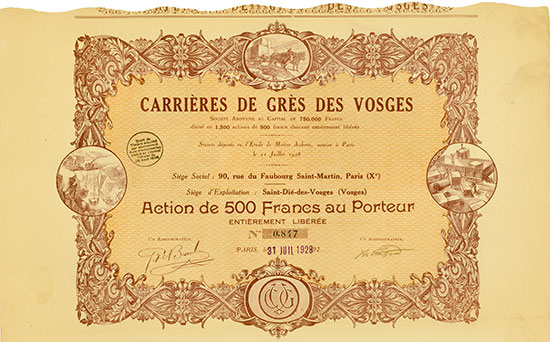 CARRIÈRES DE GRÈS DES VOSGES
Société Anonyme au Capital de 750.000 Francs
divisé en 1.500 actions de 500 francs chacune entièrement libérée
Statuts déposés en l'Etude de Maître Aubron, notaire à Paris
le 11 Juillet 1928
Siège Social : 90, rue du Faubourg Saint-Martin, Paris (Xe)
Siège d'Exploitation : Saint-Dié-des-Vosges (Vosges)
Action de 500 Francs au Porteur
ENTIÈREMENT LIBÉRÉE
N° 0.847
Un Administrateur,
Un Administrateur,
PARIS, le 31 JUIL 1928 192